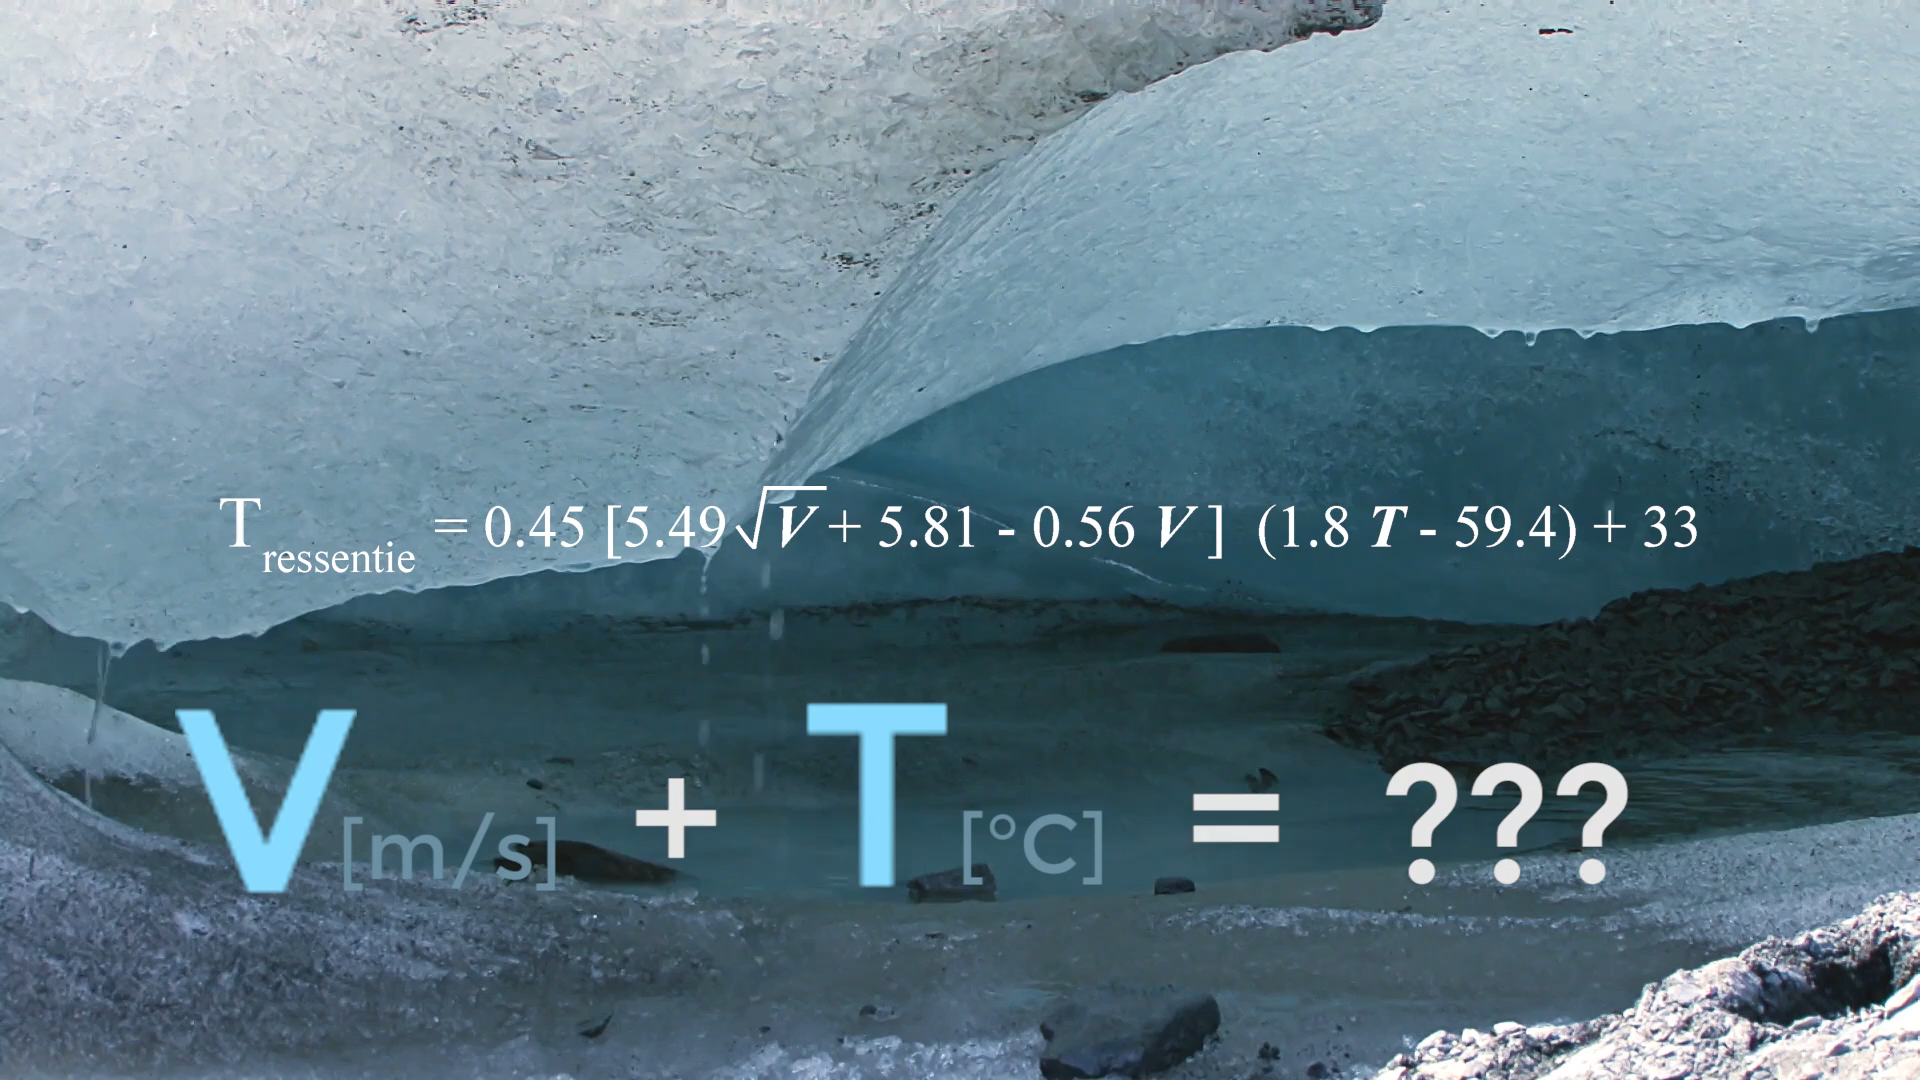 T ressentie = 0.45 [5.49√V + 5.81 - 0.56 V] (1.8 T - 59.4) + 33
V [m/s] + T [°C] = ???